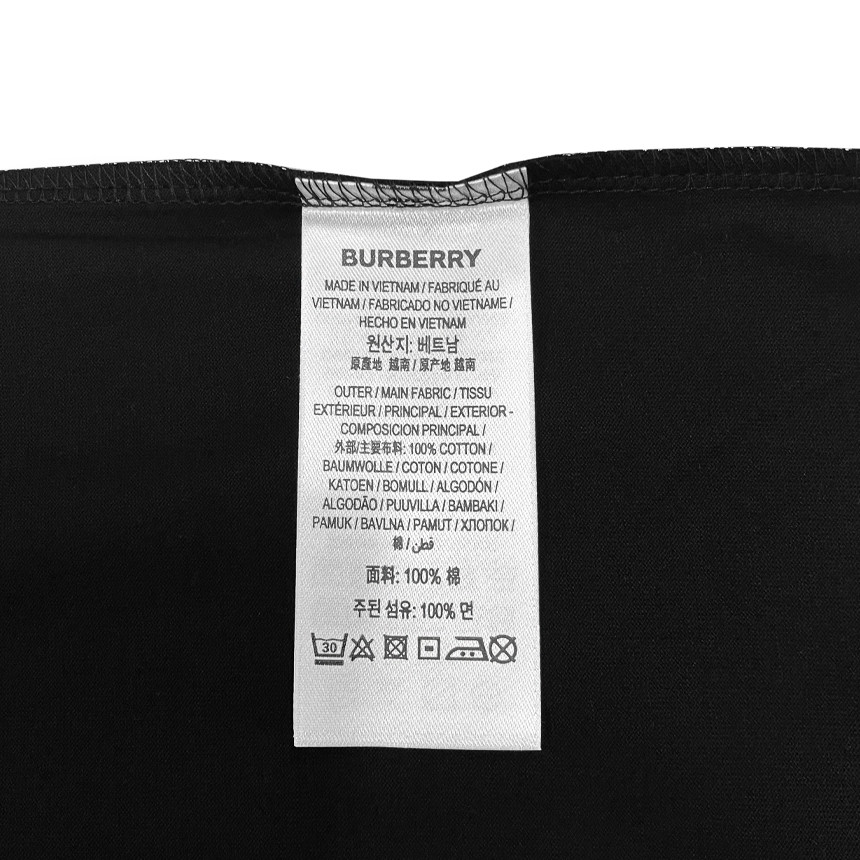 BURBERRY
MADE IN VIETNAM / FABRIQUÉ AU
VIETNAM / FABRICADO NO VIETNAME /
HECHO EN VIETNAM
원산지: 베트남
原產地 越南 / 原产地 越南
OUTER / MAIN FABRIC / TISSU
EXTÉRIEUR / PRINCIPAL / EXTERIOR -
COMPOSICION PRINCIPAL /
外部/主要布料: 100% COTTON /
BAUMWOLLE / COTON / COTONE /
KATOEN / BOMULL / ALGODÓN /
ALGODÃO / PUUVILLA / BAMBAKI /
PAMUK / BAVLNA / PAMUT / ХЛОПОК /
棉 / قطن
面料: 100% 棉
주된 섬유: 100% 면
30